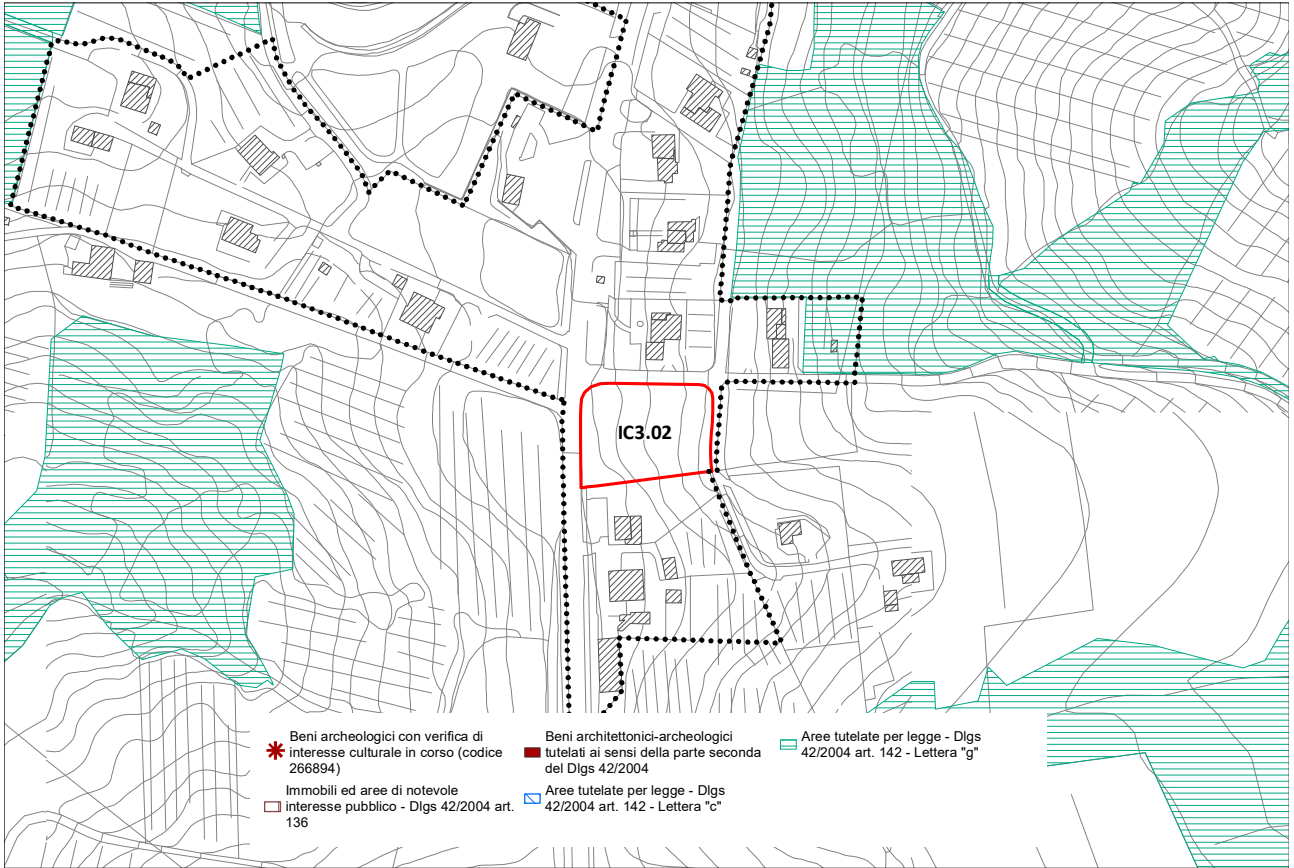 IC3.02
Beni archeologici con verifica di
interesse culturale in corso (codice
266894)
Immobili ed aree di notevole
interesse pubblico - Dlgs 42/2004 art.
136
Beni architettonici-archeologici
tutelati ai sensi della parte seconda
del Dlgs 42/2004
Aree tutelate per legge - Dlgs
42/2004 art. 142 - Lettera "c"
Aree tutelate per legge - Dlgs
42/2004 art. 142 - Lettera "g"